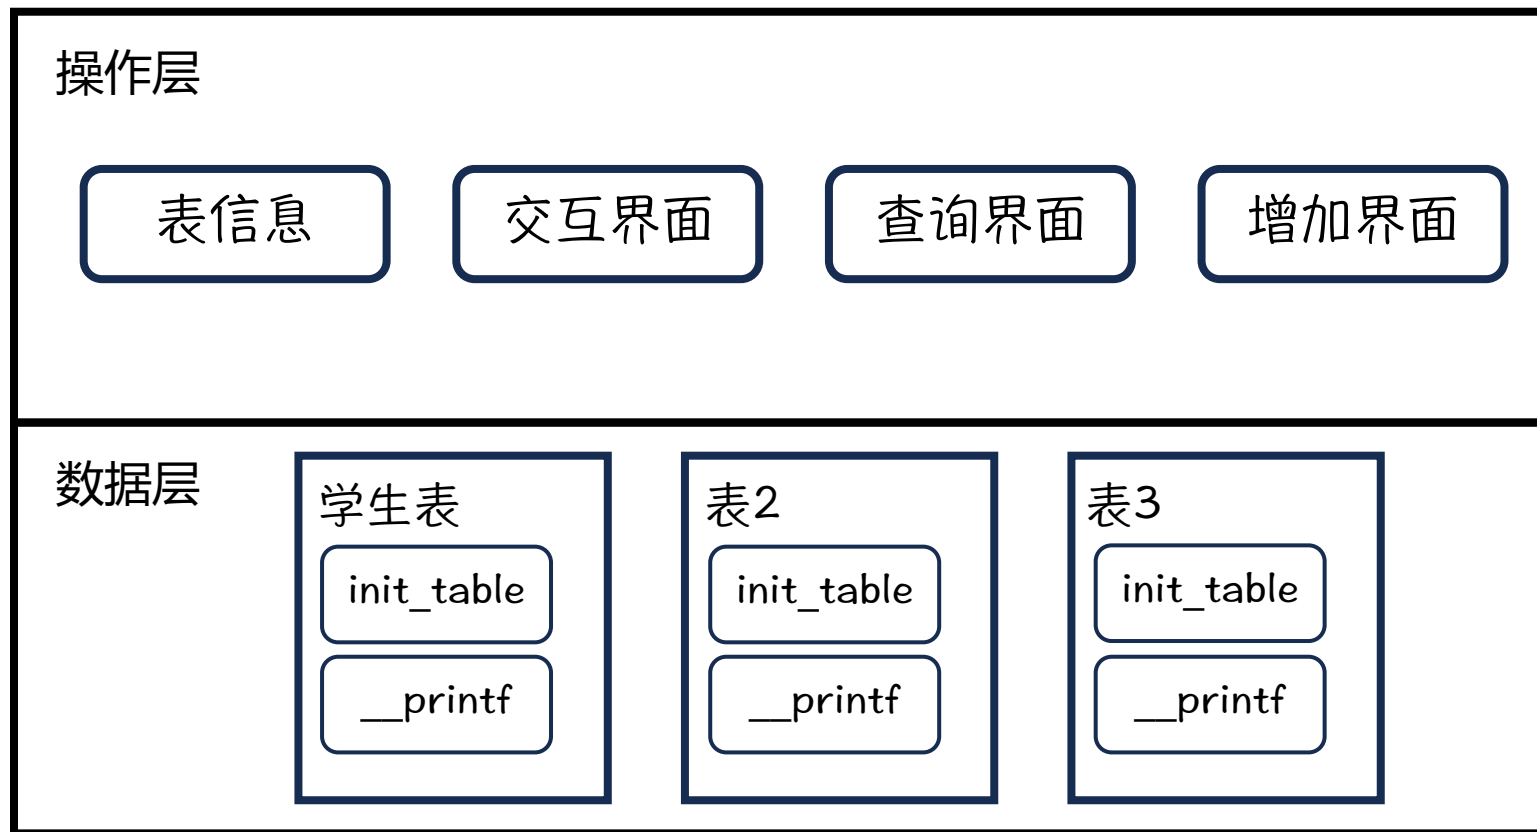 操作层
表信息
交互界面
查询界面
增加界面
数据层
学生表
init_table
__printf
表2
init_table
__printf
表3
init_table
__printf